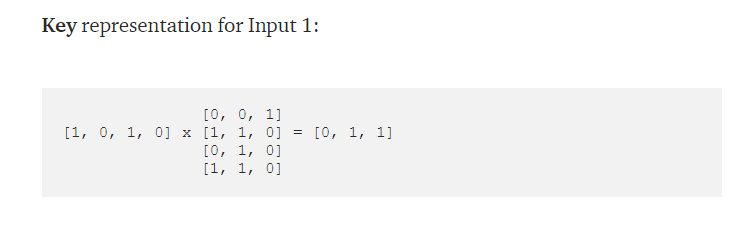 Key representation for Input 1:
[0, 0, 1]
[1, 0, 1, 0] x [1, 1, 0] = [0, 1, 1]
[0, 1, 0]
[1, 1, 0]